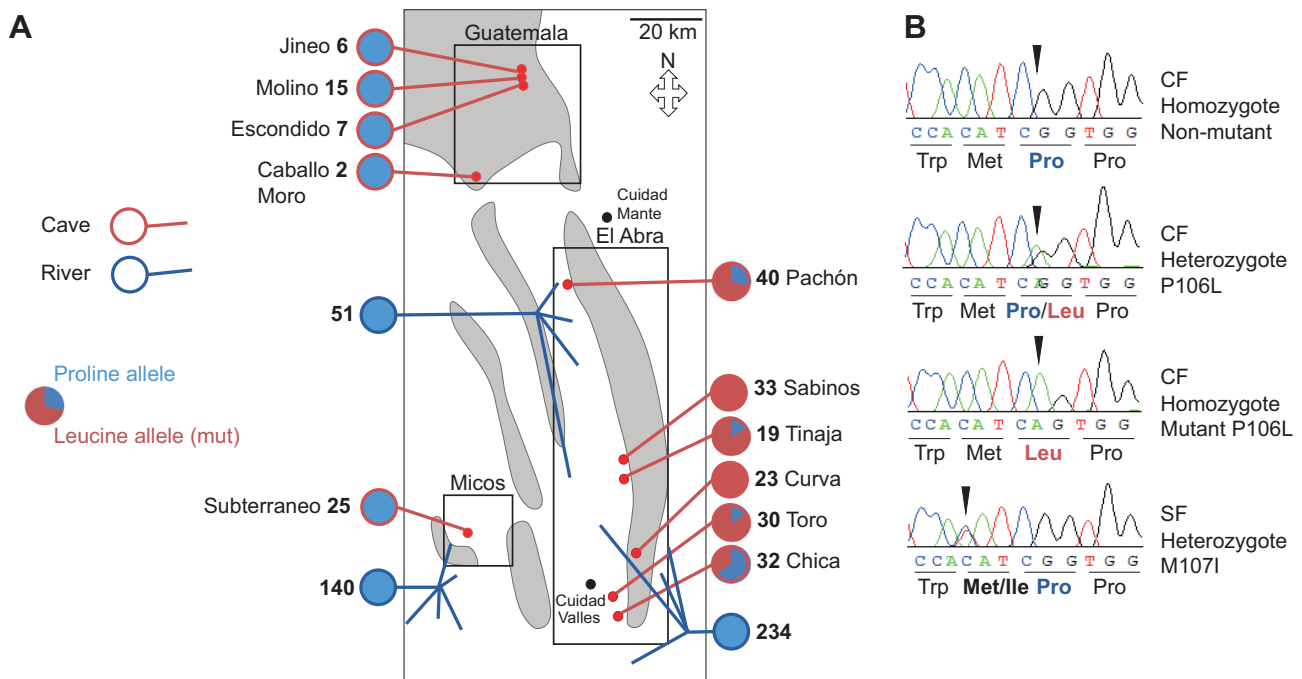 A
Jineo 6
Molino 15
Escondido 7
Caballo 2
Moro
Guatemala
20 km
N
Cave
River
Cuidad
Mante
El Abra
40 Pachón
51
Proline allele
Leucine allele (mut)
33 Sabinos
19 Tinaja
23 Curva
30 Toro
32 Chica
Micos
Subterraneo 25
140
Cuidad
Valles
234
B
CCACATCGGTGG
Trp Met Pro Pro
CF
Homozygote
Non-mutant
Trp Met Pro/Leu Pro
CF
Heterozygote
P106L
CCACATCAGTGG
Trp Met Leu Pro
CF
Homozygote
Mutant P106L
CCACATCGGTGG
Trp Met/Ile Pro Pro
SF
Heterozygote
M107I